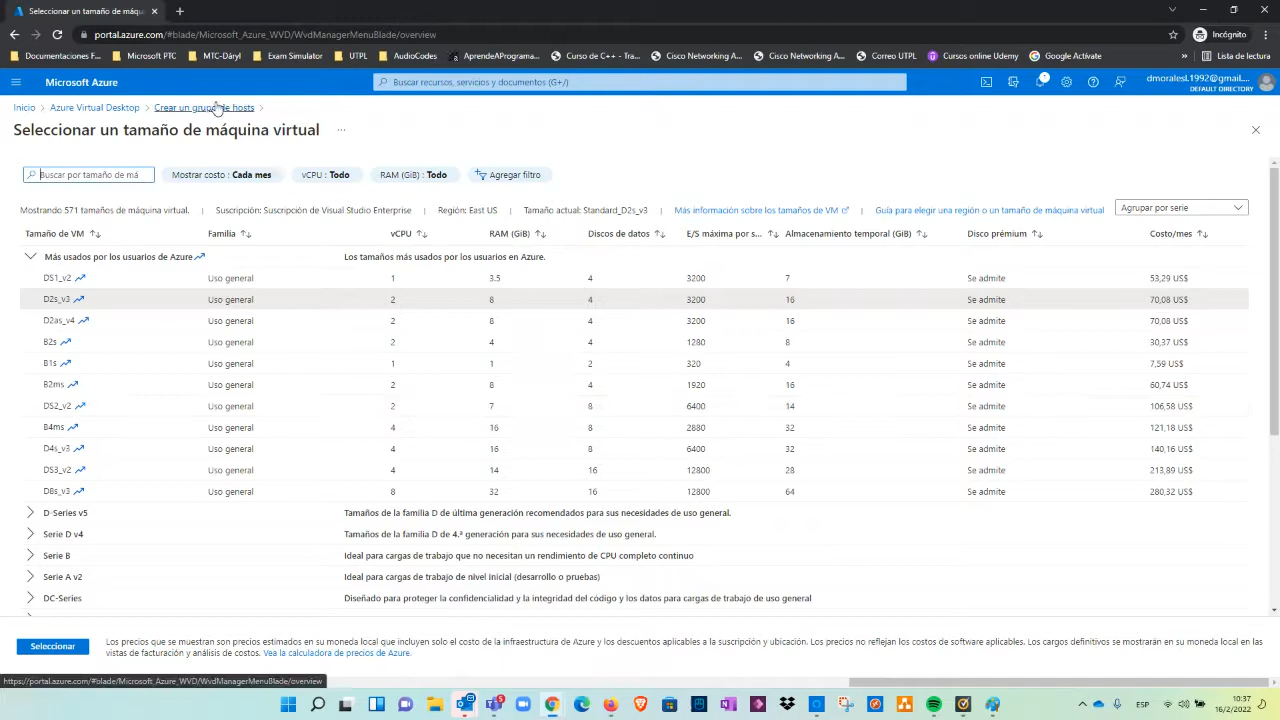 Seleccionar un tamaño de máqui
portal.azure.com/#blade/Microsoft_Azure_WVD/WvdManagerMenuBlade/overview
Incógnito
Documentacion F...
Microsoft PTC
MTC-Dáryl
Exam Simulator
UTPL
AudioCodes
AprendeAPrograma...
Curso de C++ - Tra...
Cisco Networking A...
Cisco Networking A...
Correo UTPL
Cursos online Udemy
Google Actívate
»
Lista de lectura
Microsoft Azure
Buscar recursos, servicios y documentos (G+/)
1
dmoralesl.1992@gmail....
DEFAULT DIRECTORY
Inicio > Azure Virtual Desktop > Crear un grupo de hosts >
Seleccionar un tamaño de máquina virtual ...
Buscar por tamaño de má
Mostrar costo : Cada mes
vCPU : Todo
RAM (GiB) : Todo
Agregar filtro
Mostrando 571 tamaños de máquina virtual. | Suscripción: Suscripción de Visual Studio Enterprise | Región: East US | Tamaño actual: Standard_D2s_v3 | Más información sobre los tamaños de VM | Guía para elegir una región o un tamaño de máquina virtual
Agrupar por serie
Tamaño de VM Familia vCPU RAM (GiB) Discos de datos E/S máxima por s... Almacenamiento temporal (GiB) Disco prémium Costo/mes
Más usados por los usuarios de Azure Los tamaños más usados por los usuarios en Azure.
DS1_v2 Uso general 1 3.5 4 3200 7 Se admite 53,29 US$
D2s_v3 Uso general 2 8 4 3200 16 Se admite 70,08 US$
D2as_v4 Uso general 2 8 4 3200 16 Se admite 70,08 US$
B2s Uso general 2 4 4 1280 8 Se admite 30,37 US$
B1s Uso general 1 1 2 320 4 Se admite 7,59 US$
B2ms Uso general 2 8 4 1920 16 Se admite 60,74 US$
DS2_v2 Uso general 2 7 8 6400 14 Se admite 106,58 US$
B4ms Uso general 4 16 8 2880 32 Se admite 121,18 US$
D4s_v3 Uso general 4 16 8 6400 32 Se admite 140,16 US$
DS3_v2 Uso general 4 14 16 12800 28 Se admite 213,89 US$
D8s_v3 Uso general 8 32 16 12800 64 Se admite 280,32 US$
D-Series v5 Tamaños de la familia D de última generación recomendados para sus necesidades de uso general.
Serie D v4 Tamaños de la familia D de 4.ª generación para sus necesidades de uso general.
Serie B Ideal para cargas de trabajo que no necesitan un rendimiento de CPU completo continuo
Serie A v2 Ideal para cargas de trabajo de nivel inicial (desarrollo o pruebas)
DC-Series Diseñado para proteger la confidencialidad y la integridad del código y los datos para cargas de trabajo de uso general
Seleccionar
Los precios que se muestran son precios estimados en su moneda local que incluyen solo el costo de la infraestructura de Azure y los descuentos aplicables a la suscripción y ubicación. Los precios no reflejan los costos de software aplicables. Los cargos definitivos se mostrarán en su moneda local en las
vistas de facturación y análisis de costos. Vea la calculadora de precios de Azure.
https://portal.azure.com/#blade/Microsoft_Azure_WVD/WvdManagerMenuBlade/overview
ESP
10:37
16/2/2022